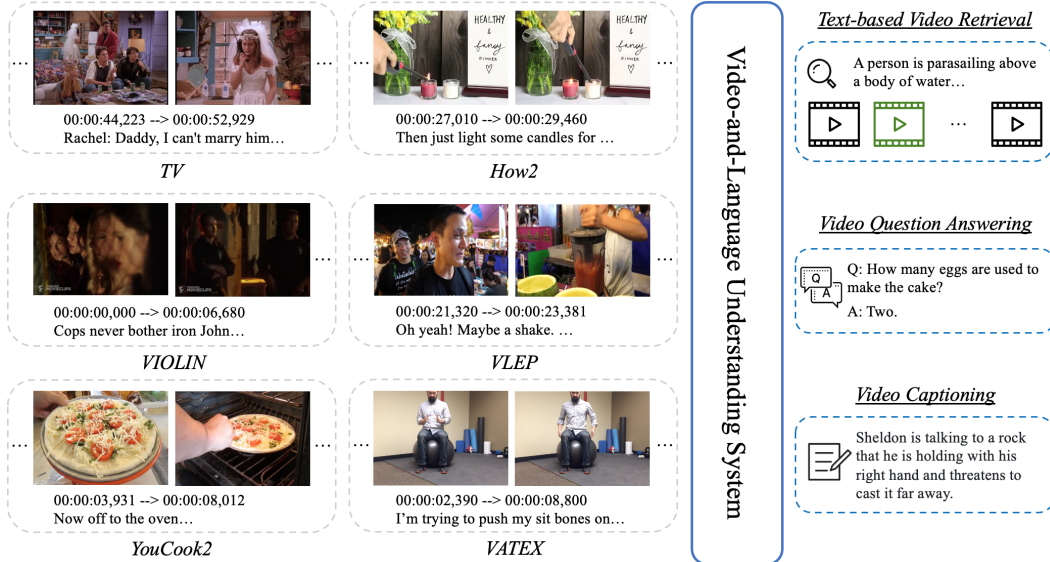 HEALTHY
&
fancy
DINNER
HEALTHY
&
fancy
DINNER
00:00:44,223 --> 00:00:52,929
Rachel: Daddy, I can't marry him…
TV
00:00:27,010 --> 00:00:29,460
Then just light some candles for …
How2
MOVIECLIPS
MOVIECLIPS
00:00:00,000 --> 00:00:06,680
Cops never bother iron John…
VIOLIN
00:00:21,320 --> 00:00:23,381
Oh yeah! Maybe a shake. …
VLEP
00:00:03,931 --> 00:00:08,012
Now off to the oven…
YouCook2
00:00:02,390 --> 00:00:08,800
I’m trying to push my sit bones on…
VATEX
Video-and-Language Understanding System
Text-based Video Retrieval
A person is parasailing above
a body of water…
Video Question Answering
Q
A
Q: How many eggs are used to
make the cake?
A: Two.
Video Captioning
Sheldon is talking to a rock
that he is holding with his
right hand and threatens to
cast it far away.